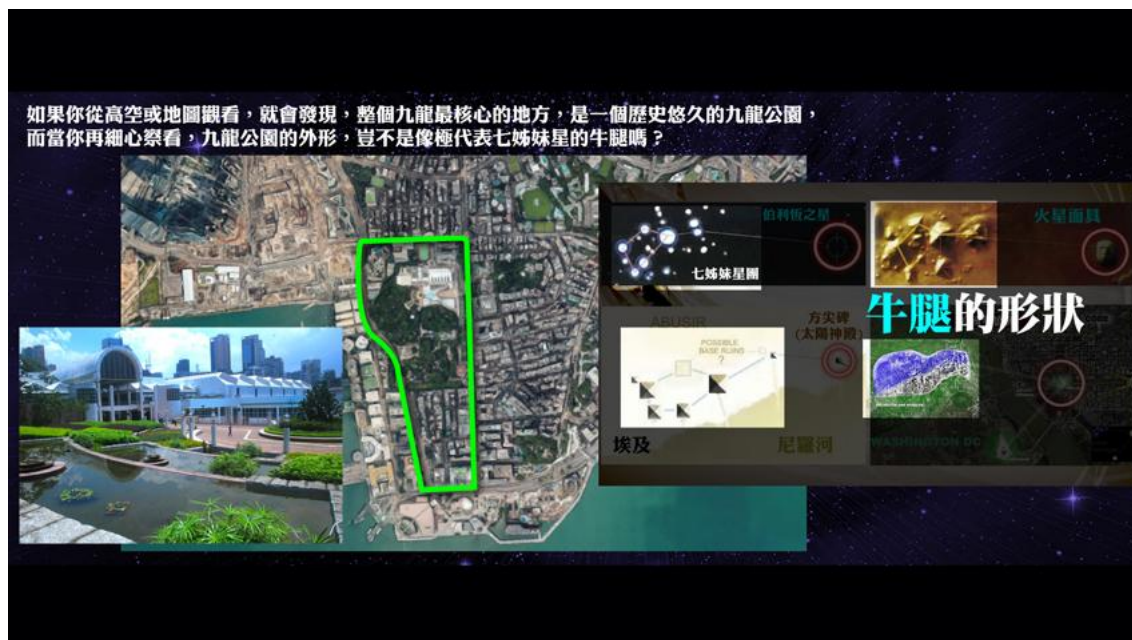 如果你從高空或地圖觀看，就會發現，整個九龍最核心的地方，是一個歷史悠久的九龍公園，
而當你再細心察看，九龍公園的外形，豈不是像極代表七姊妹星的牛腿嗎？
伯利恆之星
火星面具
七姊妹星團
牛腿的形狀
ABUSIR
方尖碑
(太陽神殿)
POSSIBLE
BASE RUINS
?
埃及
尼羅河
WASHINGTON DC